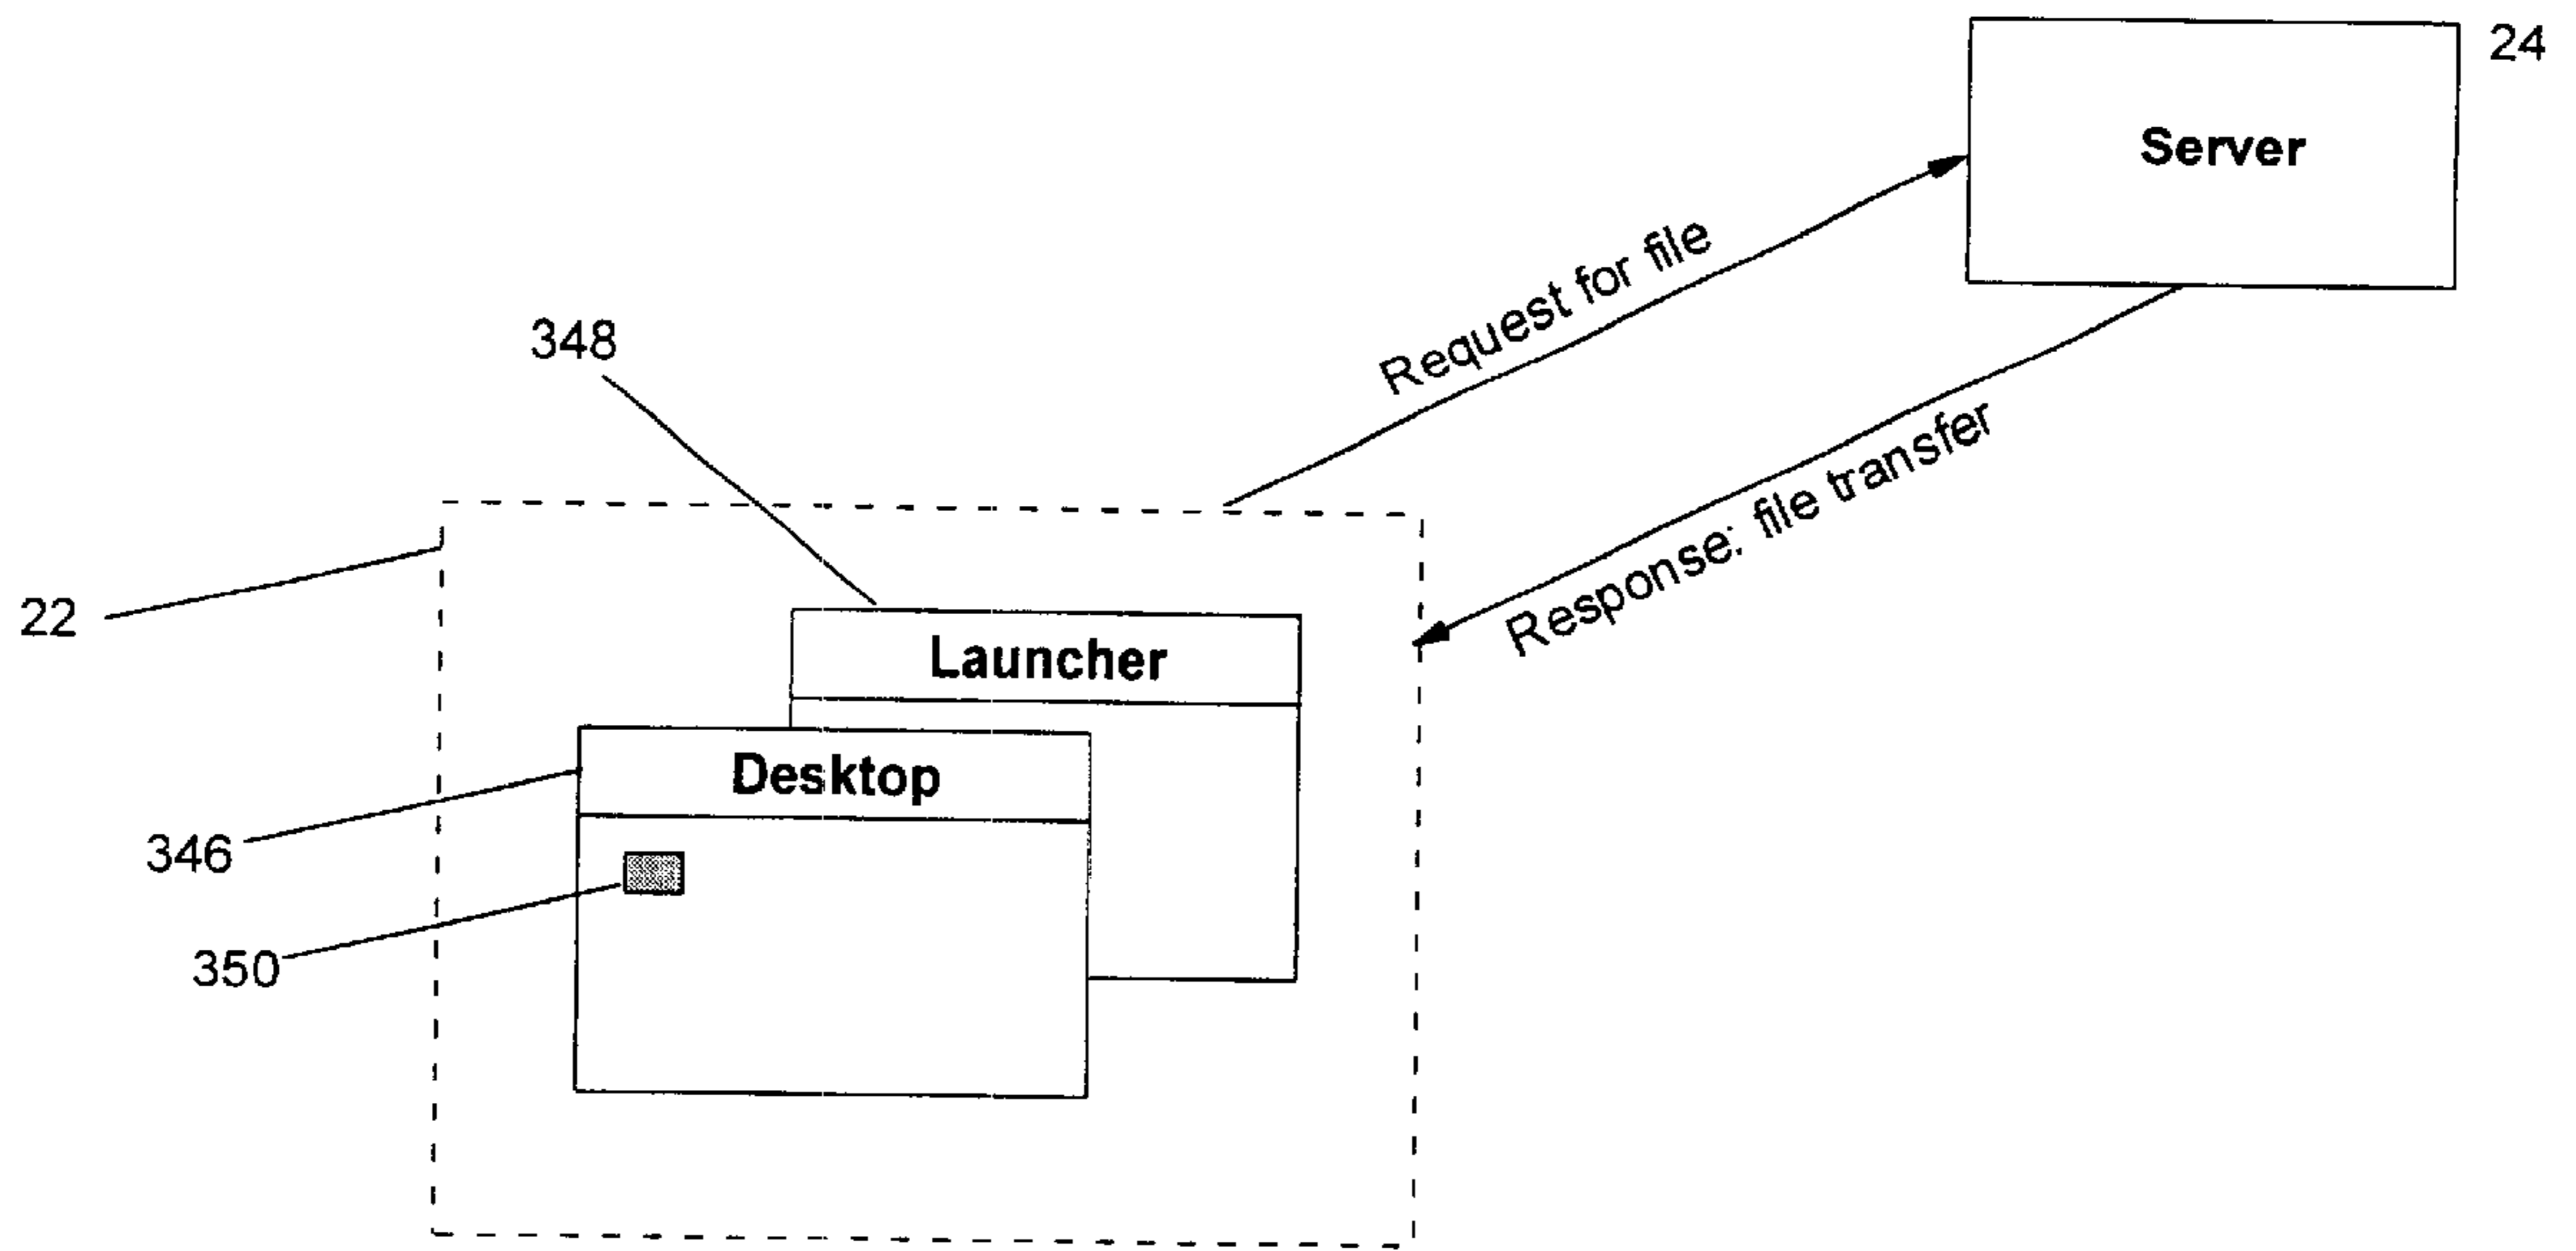 24
Server
Request for file
348
Response: file transfer
22
Launcher
Desktop
346
350